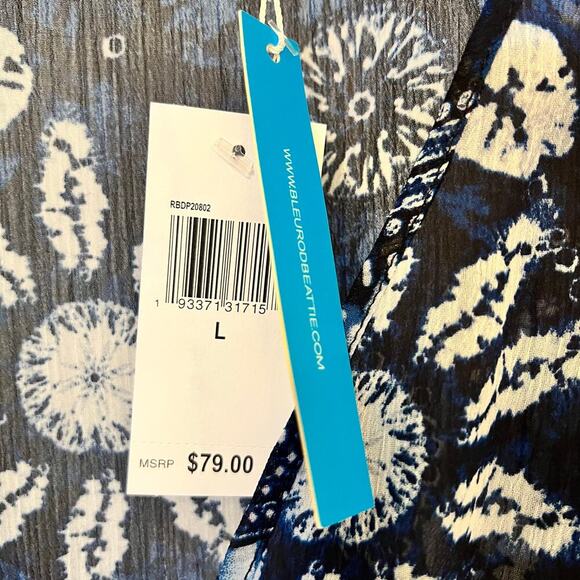 RBDP20802
1 93371 31715
L
MSRP $79.00
WWW.BLEURODBEATTIE.COM